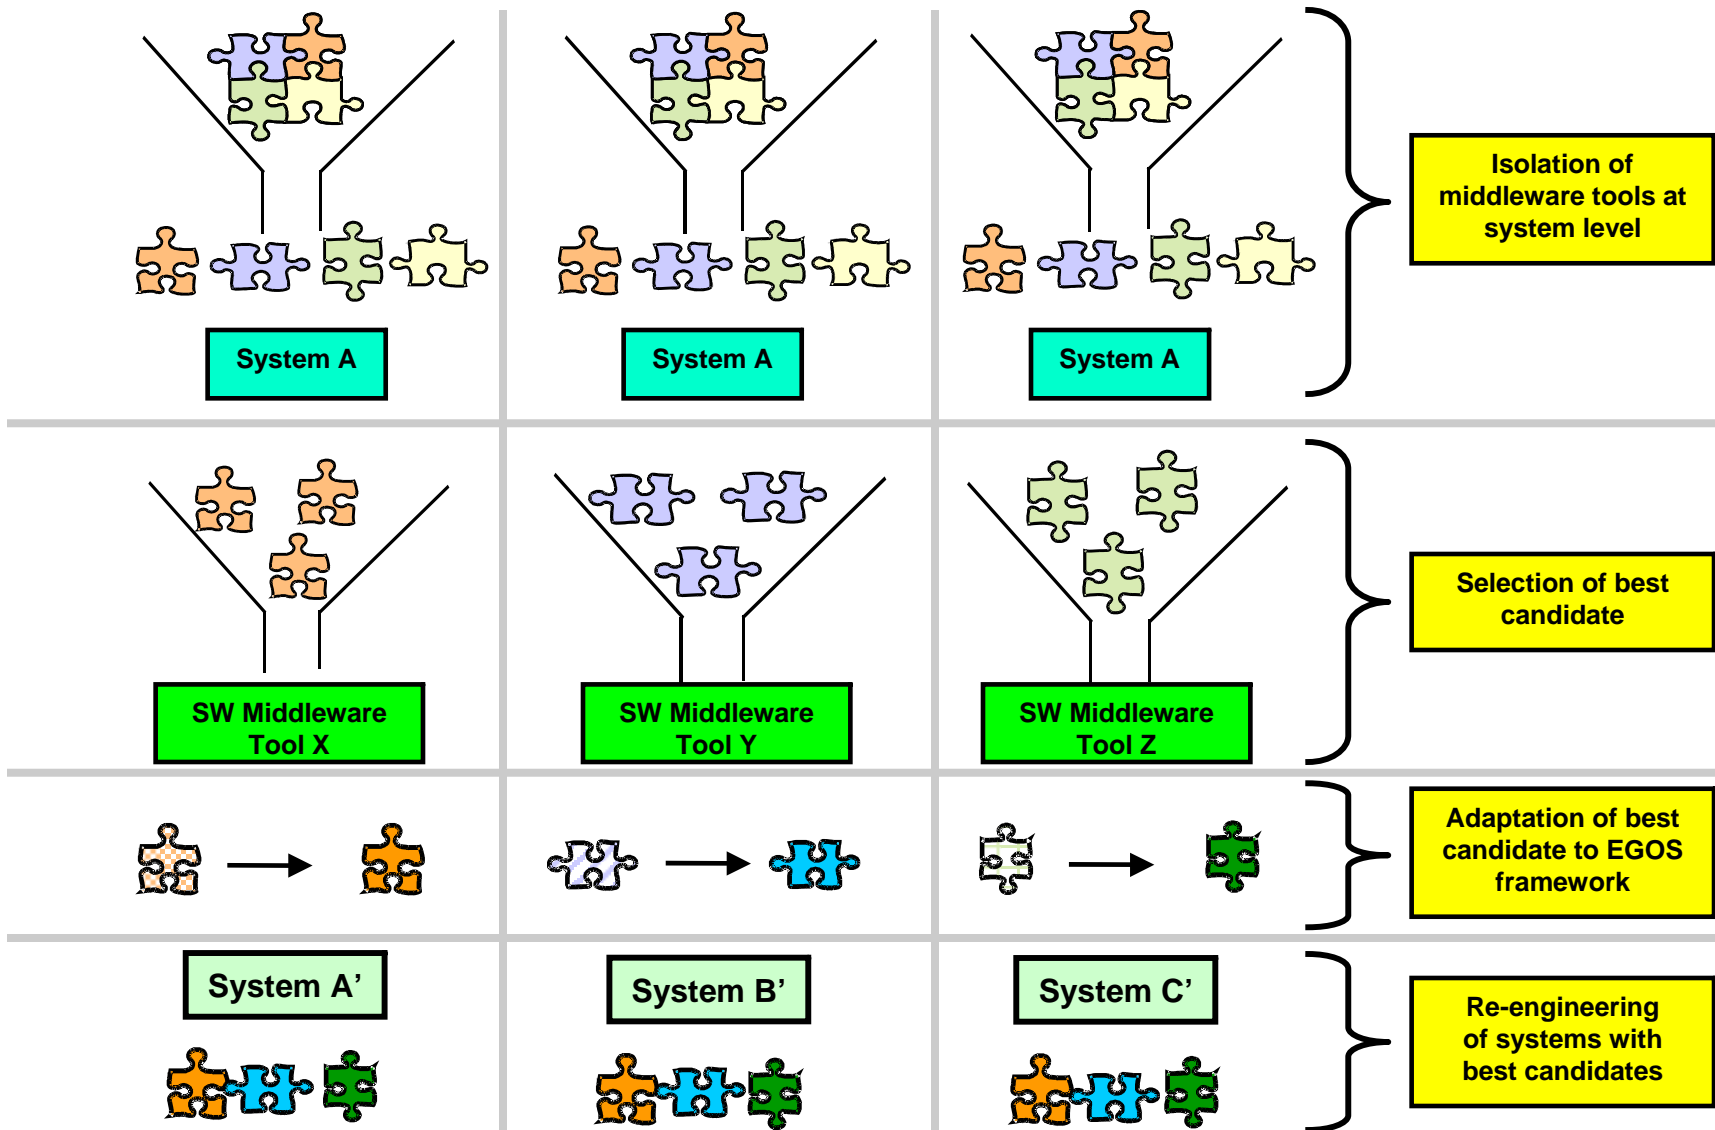 Isolation of
middleware tools at
system level
System A
System A
System A
Selection of best
candidate
SW Middleware
Tool X
SW Middleware
Tool Y
SW Middleware
Tool Z
Adaptation of best
candidate to EGOS
framework
System A’
System B’
System C’
Re-engineering
of systems with
best candidates